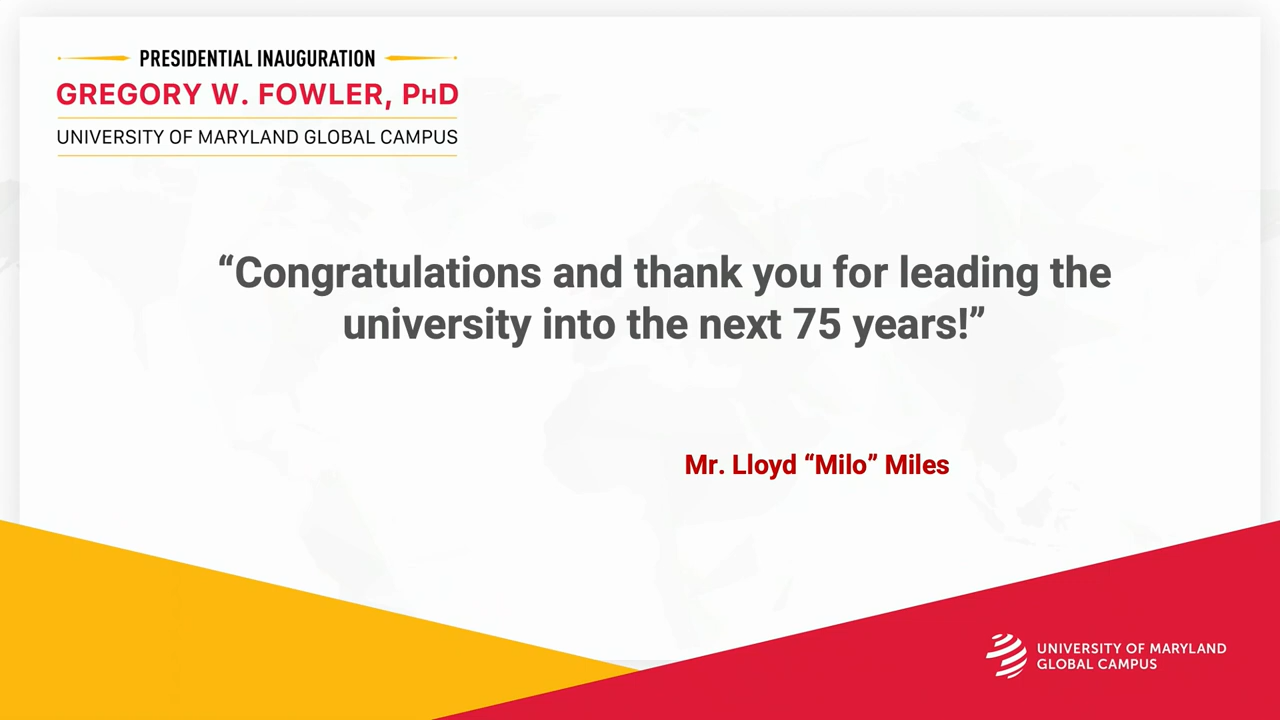 PRESIDENTIAL INAUGURATION
GREGORY W. FOWLER, PHD
UNIVERSITY OF MARYLAND GLOBAL CAMPUS
“Congratulations and thank you for leading the
university into the next 75 years!”
Mr. Lloyd “Milo” Miles
UNIVERSITY OF MARYLAND
GLOBAL CAMPUS